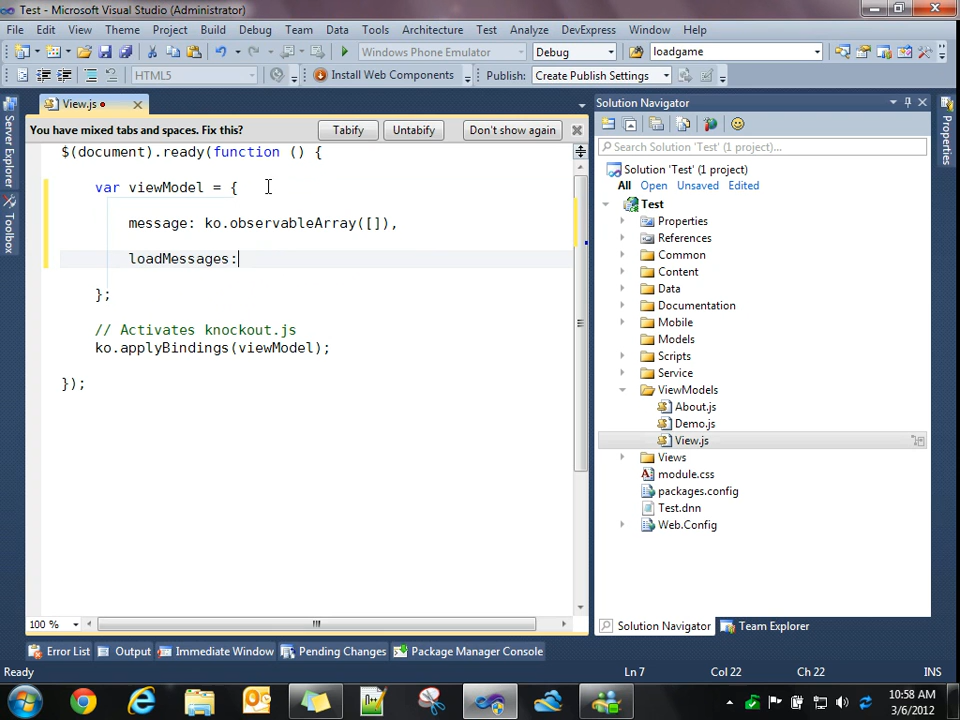 Test - Microsoft Visual Studio (Administrator)
File Edit View Theme Project Build Debug Team Data Tools Architecture Test Analyze DevExpress Window Help
Windows Phone Emulator Debug loadgame
HTML5 Install Web Components Publish: Create Publish Settings
View.js
Solution Navigator
You have mixed tabs and spaces. Fix this? Tabify Untabify Don't show again
Search Solution 'Test' (1 project)...
Server Explorer
Toolbox
Properties
$(document).ready(function () {
var viewModel = {
message: ko.observableArray([]),
loadMessages:
};
// Activates knockout.js
ko.applyBindings(viewModel);
});
Solution 'Test' (1 project)
All Open Unsaved Edited
Test
Properties
References
Common
Content
Data
Documentation
Mobile
Models
Scripts
Service
ViewModels
About.js
Demo.js
View.js
Views
module.css
packages.config
Test.dnn
Web.Config
100 %
Solution Navigator Team Explorer
Error List Output Immediate Window Pending Changes Package Manager Console
Ready Ln 7 Col 22 Ch 22 INS
10:58 AM
3/6/2012